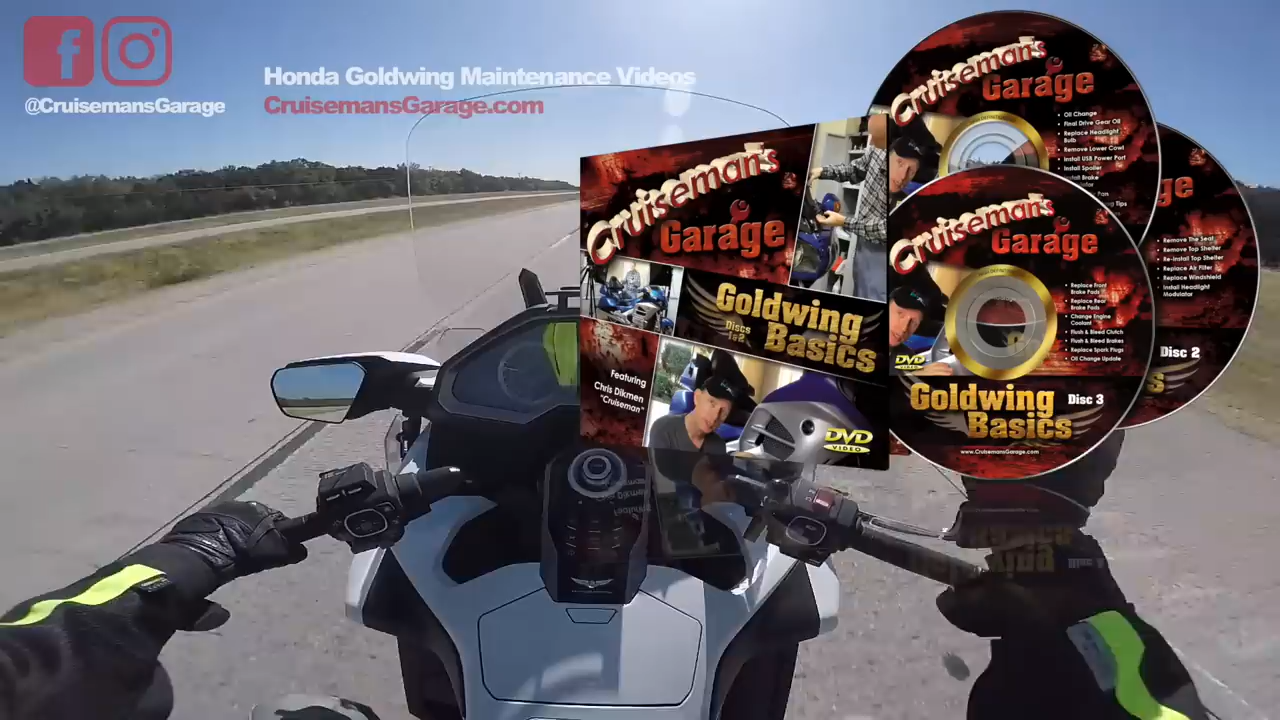 @CruisemansGarage
Honda Goldwing Maintenance Videos
CruisemansGarage.com
Cruiseman's
Garage
Goldwing
Discs
1&2
Basics
Featuring
Chris Dikmen
"Cruiseman"
DVD
VIDEO
Cruiseman's
Garage
• Oil Change
• Final Drive Gear Oil
• Replace Headlight
Bulb
• Remove Lower Cowl
• Install USB Power Port
• Install Spoiler
Install Brake
Pan
Tips
• Remove The Seat
• Remove Top Shelter
• Re-Install Top Shelter
• Replace Air Filter
• Replace Windshield
• Install Headlight
Modulator
Disc 2
Cruiseman's
Garage
• Replace Front
Brake Pads
• Replace Rear
Brake Pads
• Change Engine
Coolant
• Flush & Bleed Clutch
• Flush & Bleed Brakes
• Replace Spark Plugs
• Oil Change Update
DVD
VIDEO
Goldwing
Basics
Disc 3
www.CruisemansGarage.com